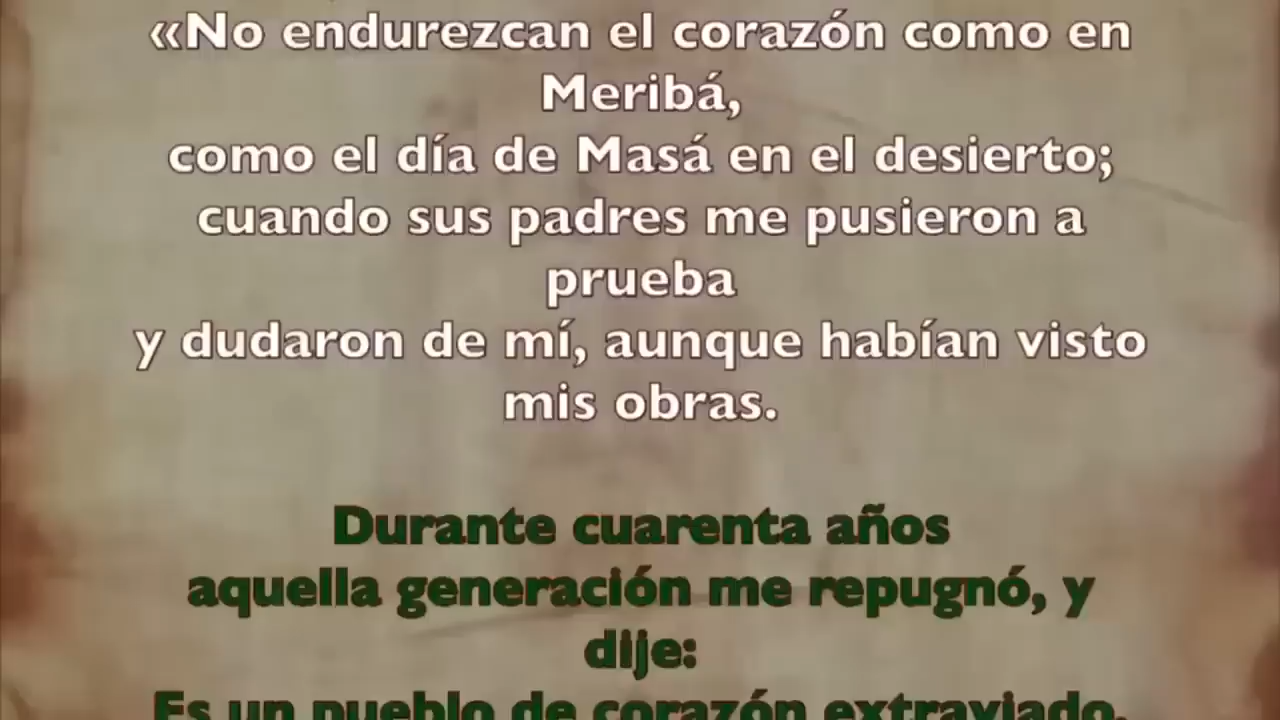 «No endurezcan el corazón como en
Meribá,
como el día de Masá en el desierto;
cuando sus padres me pusieron a
prueba
y dudaron de mí, aunque habían visto
mis obras.
Durante cuarenta años
aquella generación me repugnó, y
dije:
Es un pueblo de corazón extraviado,